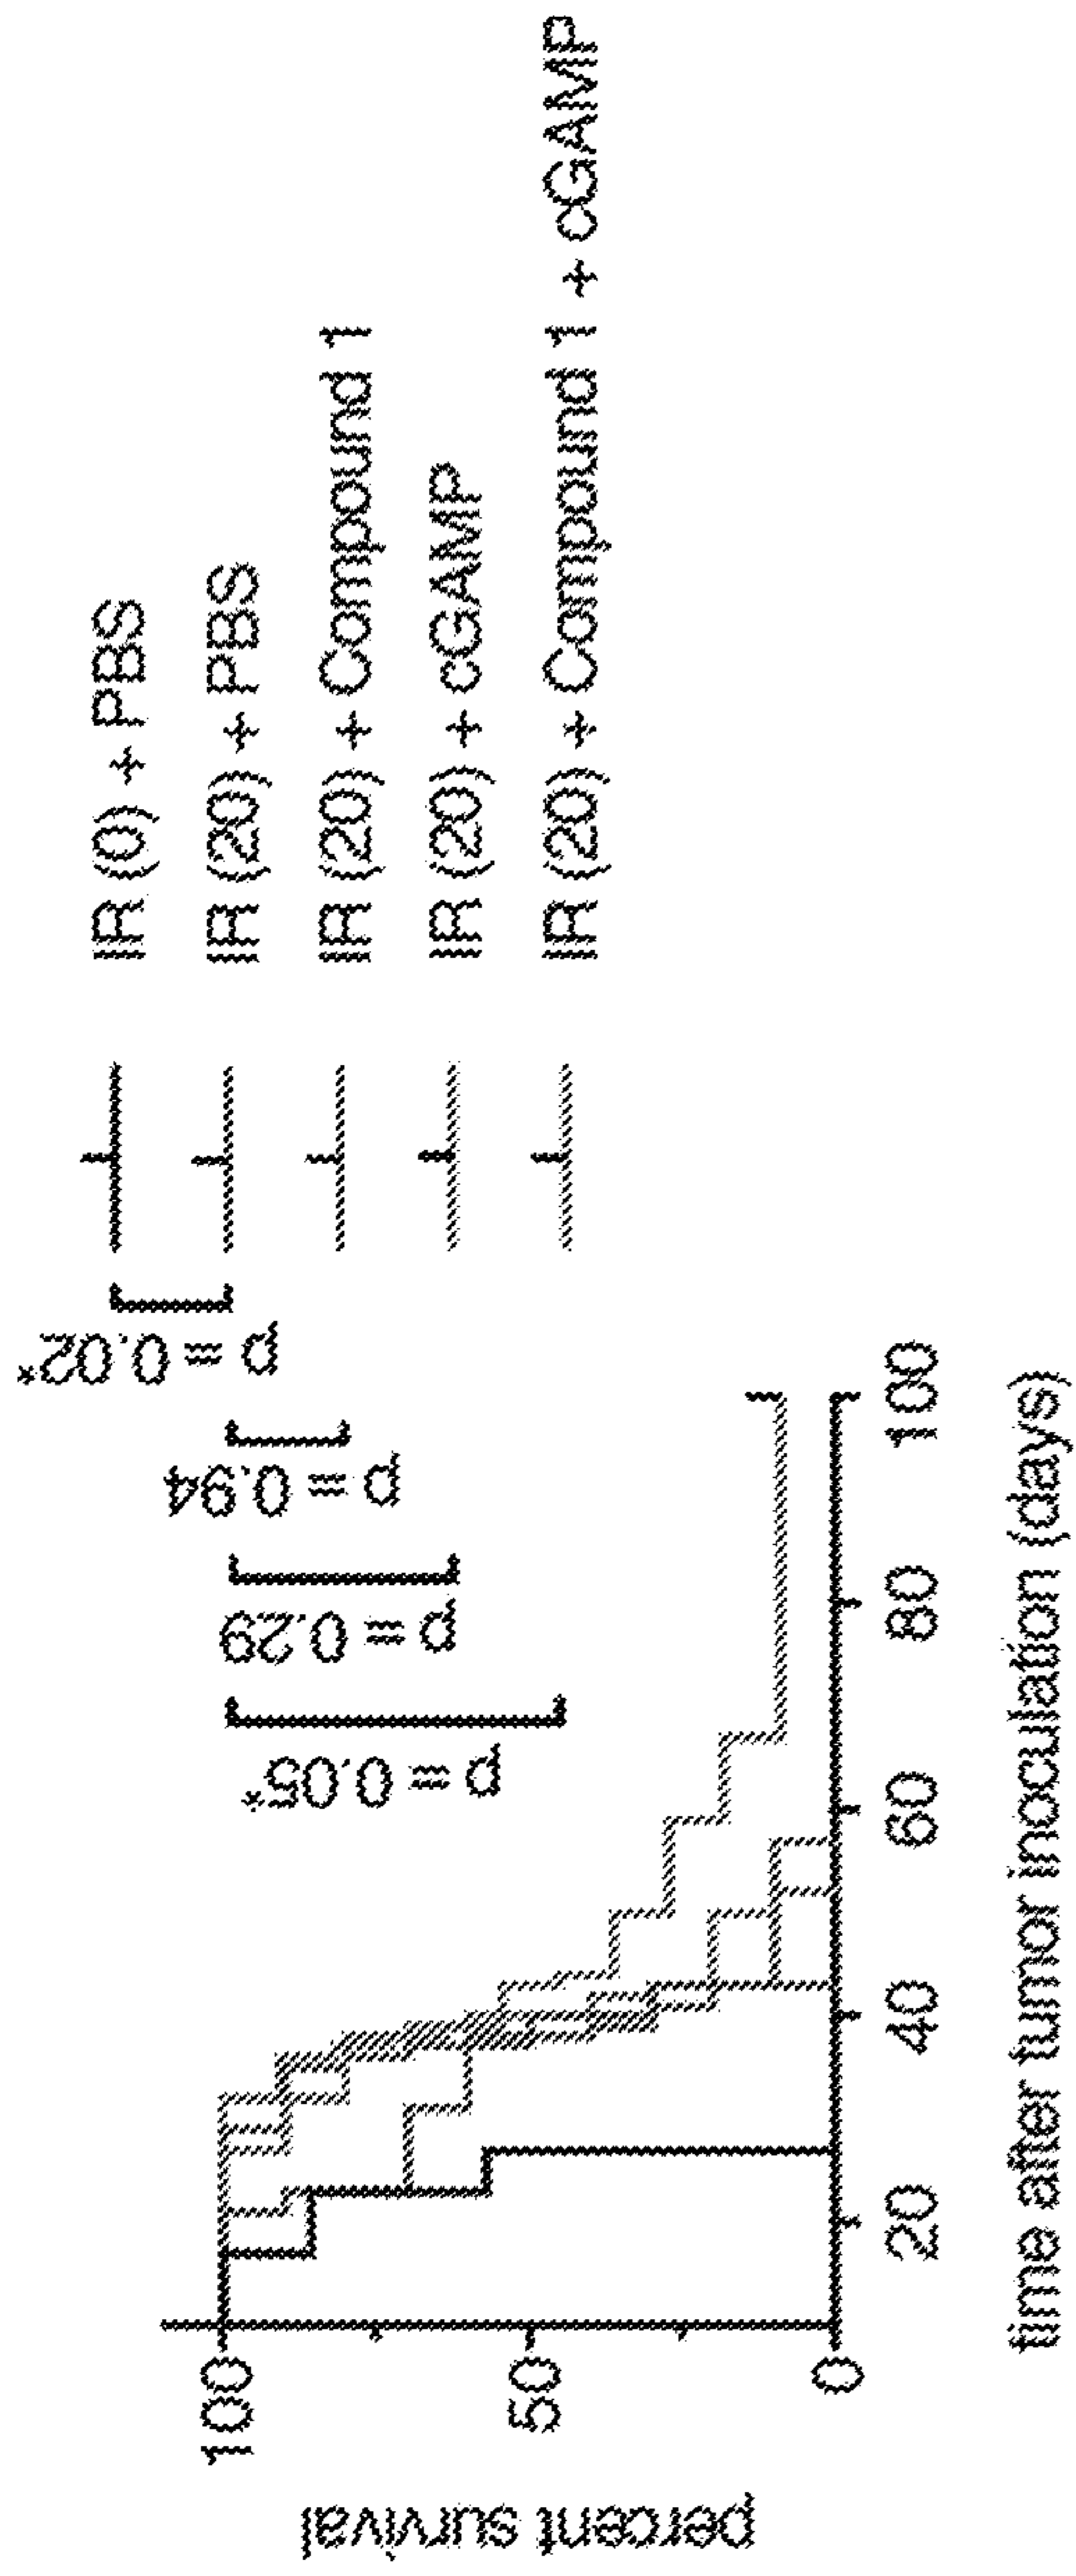 percent survival
100
50
0
20
40
60
80
100
time after tumor inoculation (days)
p = 0.05*
p = 0.29
p = 0.94
p = 0.02*
IR (0) + PBS
IR (20) + PBS
IR (20) + Compound 1
IR (20) + cGAMP
IR (20) + Compound 1 + cGAMP